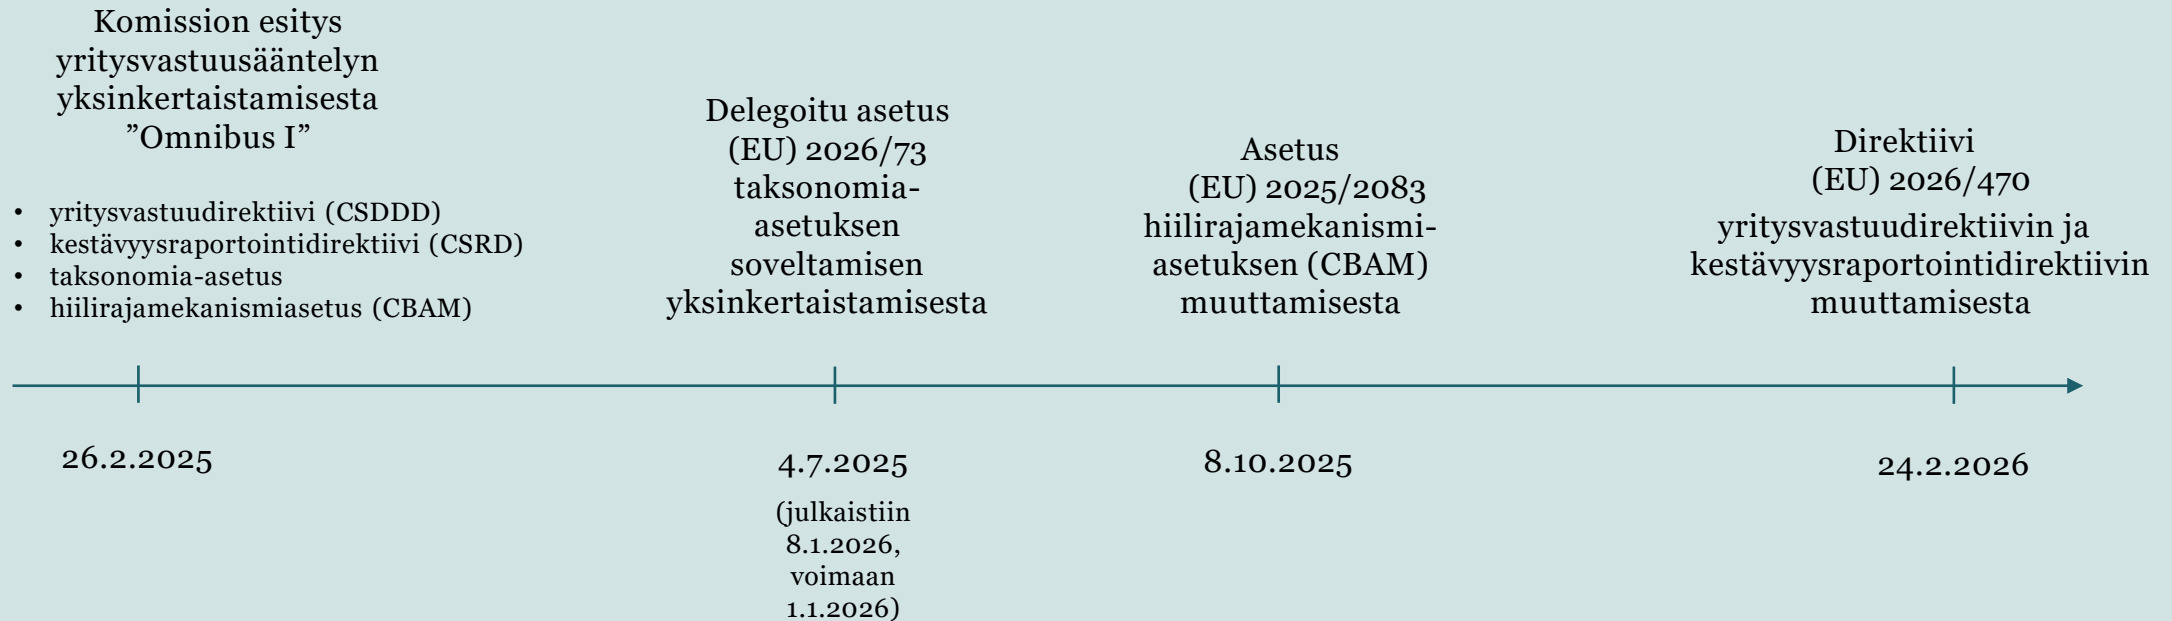 Komission esitys
yritysvastuusääntelyn
yksinkertaistamisesta
”Omnibus I”
• yritysvastuudirektiivi (CSDDD)
• kestävyysraportointidirektiivi (CSRD)
• taksonomia-asetus
• hiilirajamekanismiasetus (CBAM)
26.2.2025
Delegoitu asetus
(EU) 2026/73
taksonomia-
asetuksen
soveltamisen
yksinkertaistamisesta
4.7.2025
(julkaistiin
8.1.2026,
voimaan
1.1.2026)
Asetus
(EU) 2025/2083
hiilirajamekanismi-
asetuksen (CBAM)
muuttamisesta
8.10.2025
Direktiivi
(EU) 2026/470
yritysvastuudirektiivin ja
kestävyysraportointidirektiivin
muuttamisesta
24.2.2026